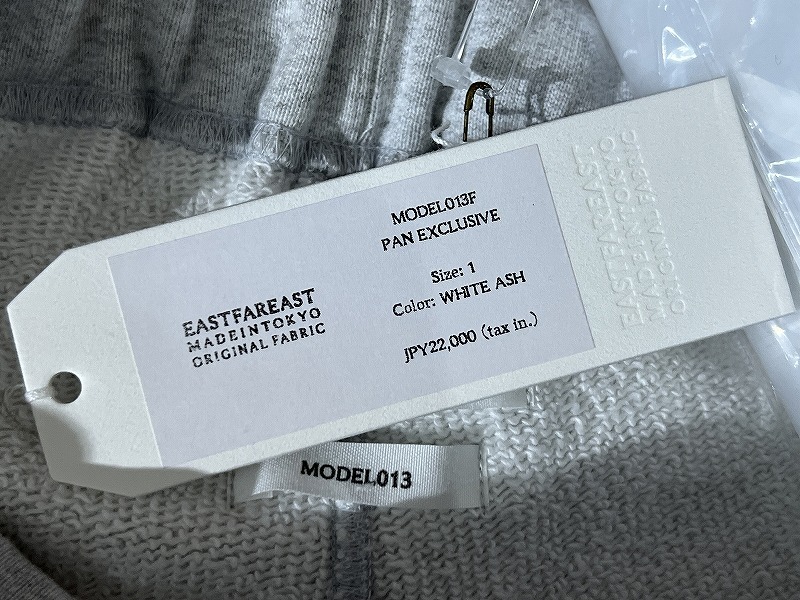 EASTFAREAST
MADEINTOKYO
ORIGINAL FABRIC
MODEL013F
PAN EXCLUSIVE
Size: 1
Color: WHITE ASH
JPY22,000 (tax in.)
EASTFAREAST
MADEINTOKYO
ORIGINAL FABRIC
MODEL013